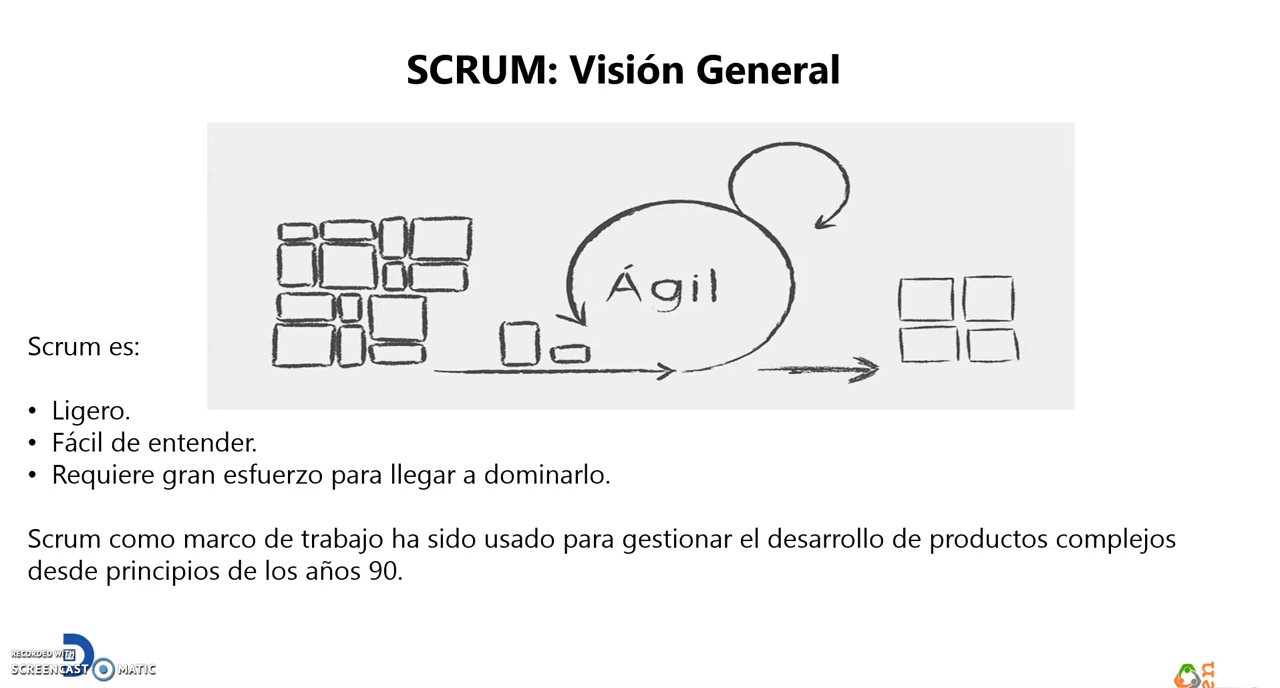 SCRUM: Visión General
Ágil
Scrum es:
• Ligero.
• Fácil de entender.
• Requiere gran esfuerzo para llegar a dominarlo.
Scrum como marco de trabajo ha sido usado para gestionar el desarrollo de productos complejos
desde principios de los años 90.
RECORDED WITH
SCREENCAST MATIC
en